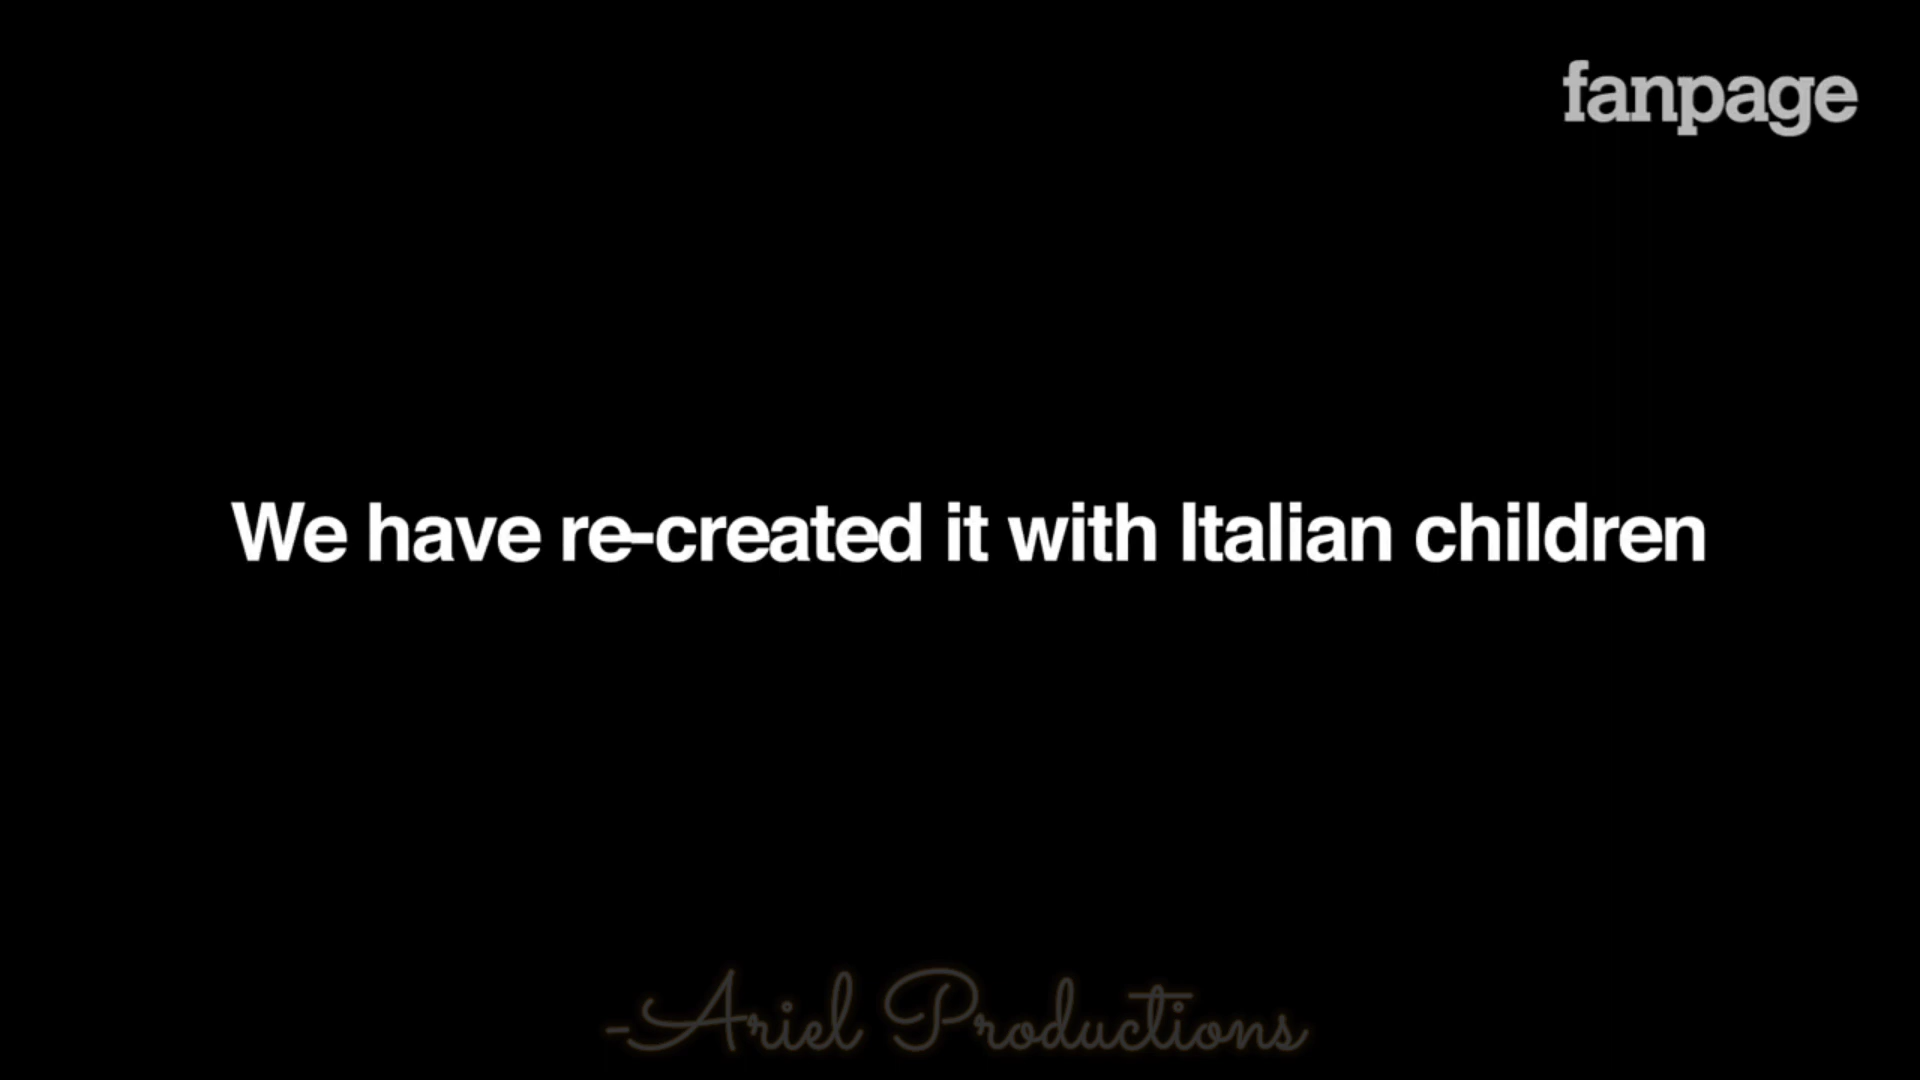 fanpage
We have re-created it with Italian children
-Ariel Productions